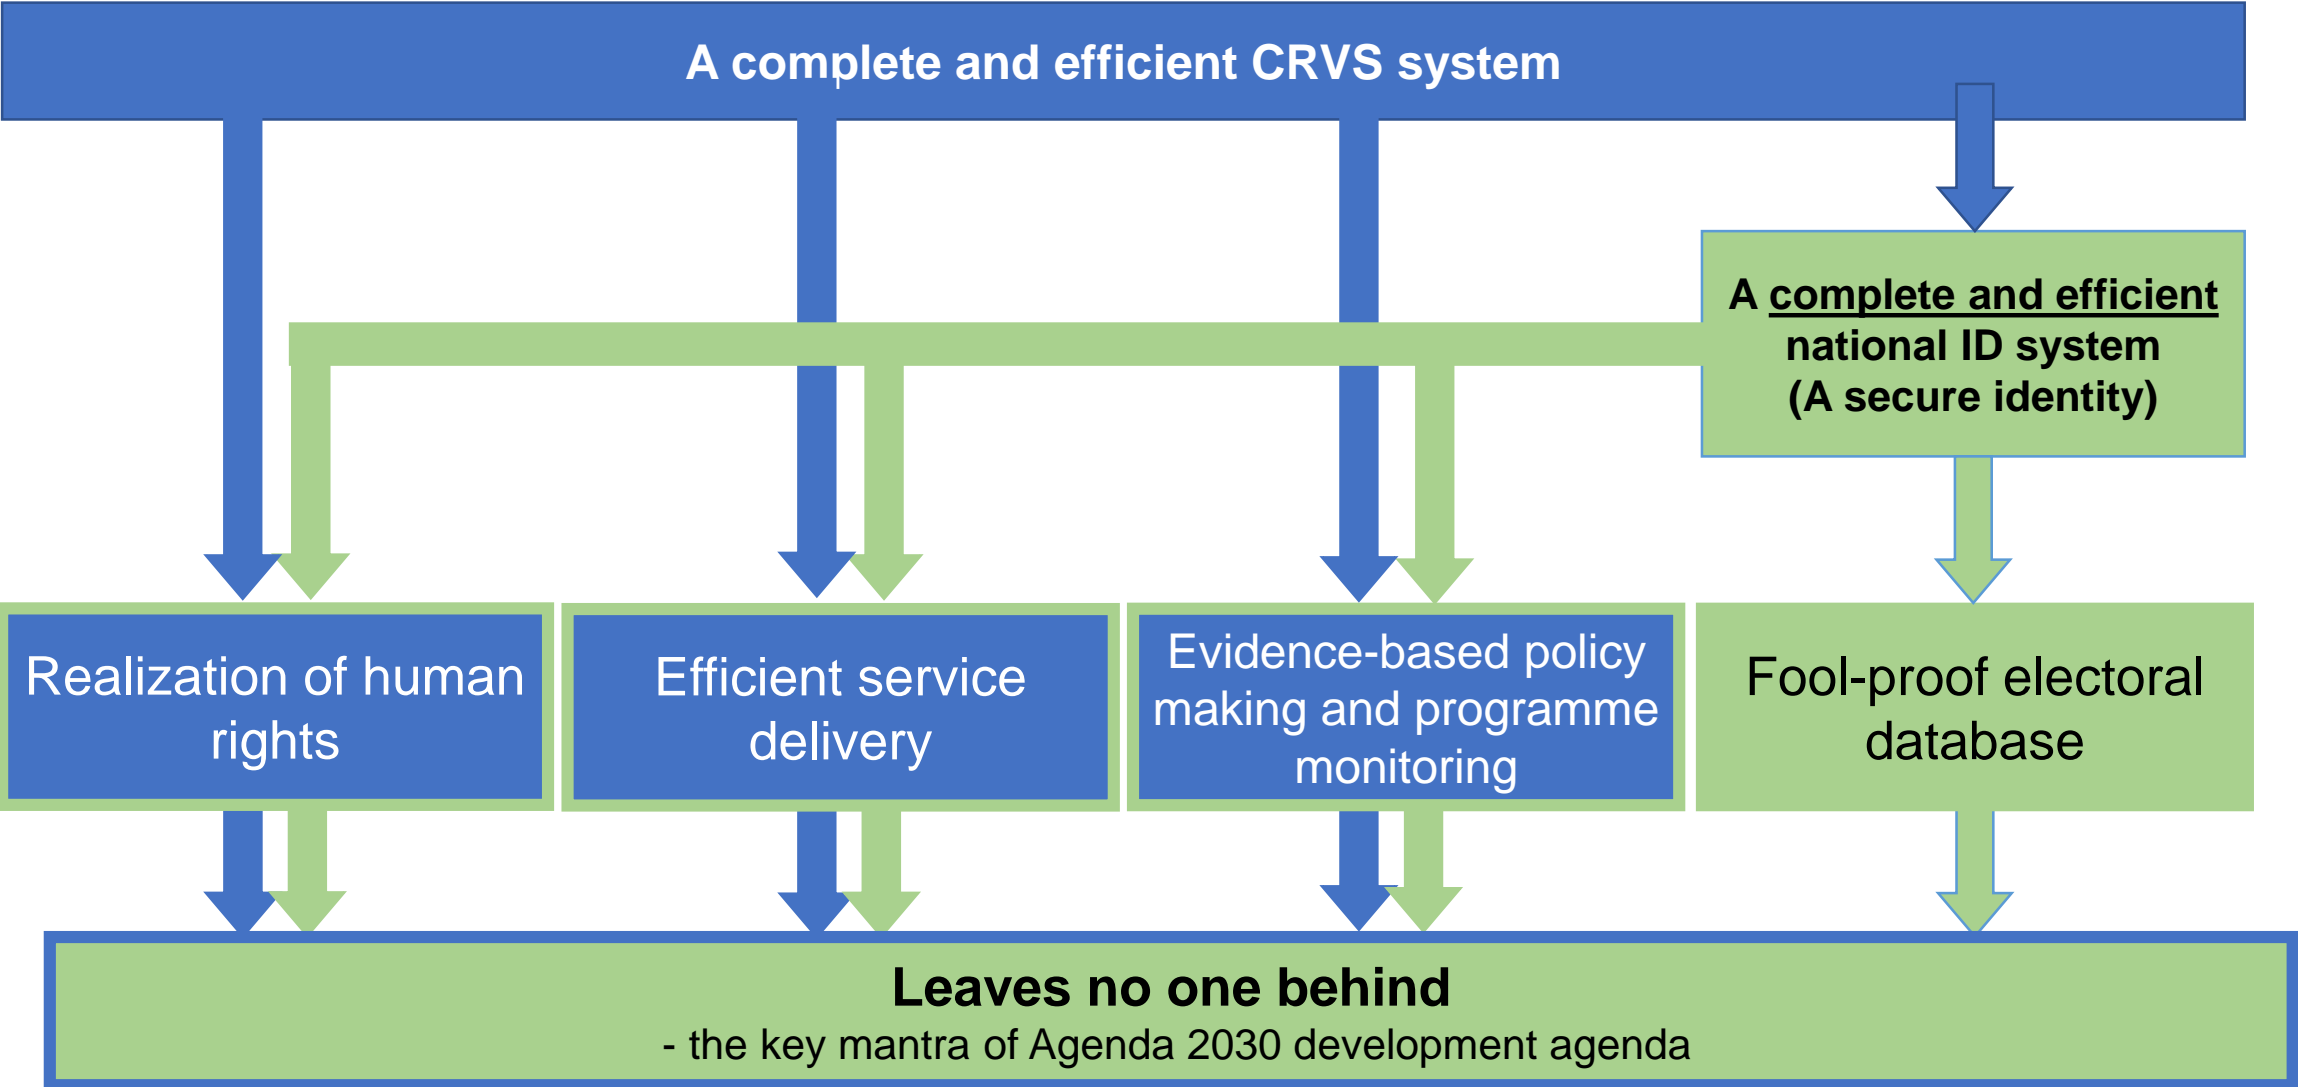 A complete and efficient CRVS system
A complete and efficient
national ID system
(A secure identity)
Realization of human
rights
Efficient service
delivery
Evidence-based policy
making and programme
monitoring
Fool-proof electoral
database
Leaves no one behind
- the key mantra of Agenda 2030 development agenda